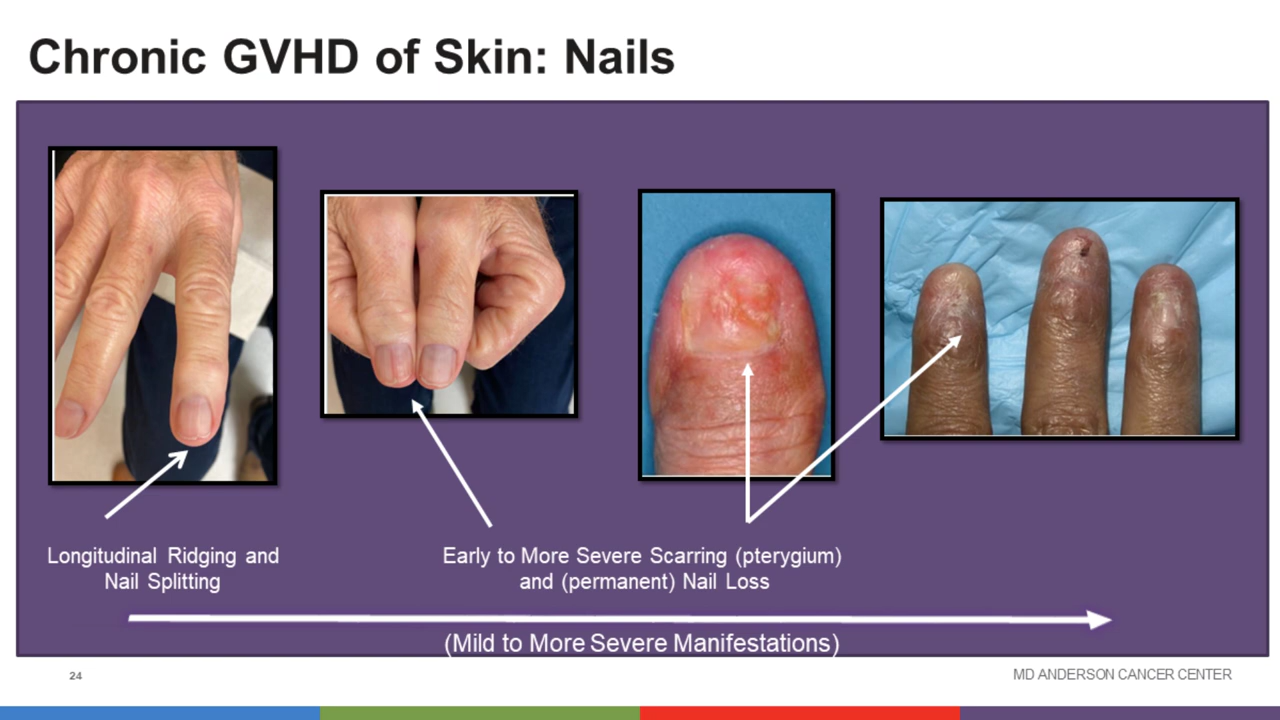 Chronic GVHD of Skin: Nails
Longitudinal Ridging and
Nail Splitting
Early to More Severe Scarring (pterygium)
and (permanent) Nail Loss
(Mild to More Severe Manifestations)
24
MD ANDERSON CANCER CENTER